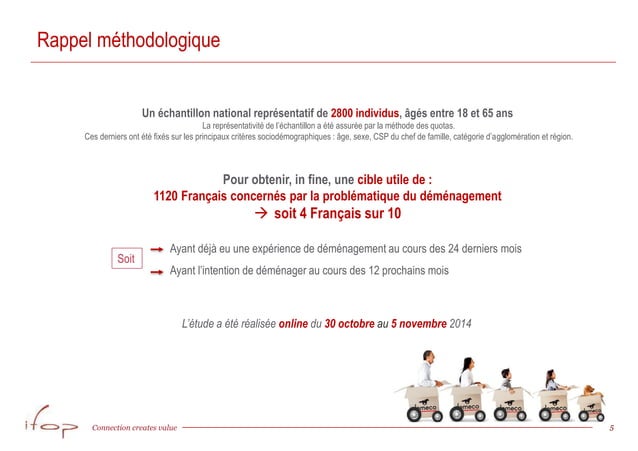 Rappel méthodologique
Un échantillon national représentatif de 2800 individus, âgés entre 18 et 65 ans
La représentativité de l'échantillon a été assurée par la méthode des quotas.
Ces derniers ont été fixés sur les principaux critères sociodémographiques : âge, sexe, CSP du chef de famille, catégorie d'agglomération et région.
Pour obtenir, in fine, une cible utile de :
1120 Français concernés par la problématique du déménagement
→ soit 4 Français sur 10
Soit
Ayant déjà eu une expérience de déménagement au cours des 24 derniers mois
Ayant l'intention de déménager au cours des 12 prochains mois
L'étude a été réalisée online du 30 octobre au 5 novembre 2014
ifop
Connection creates value
5